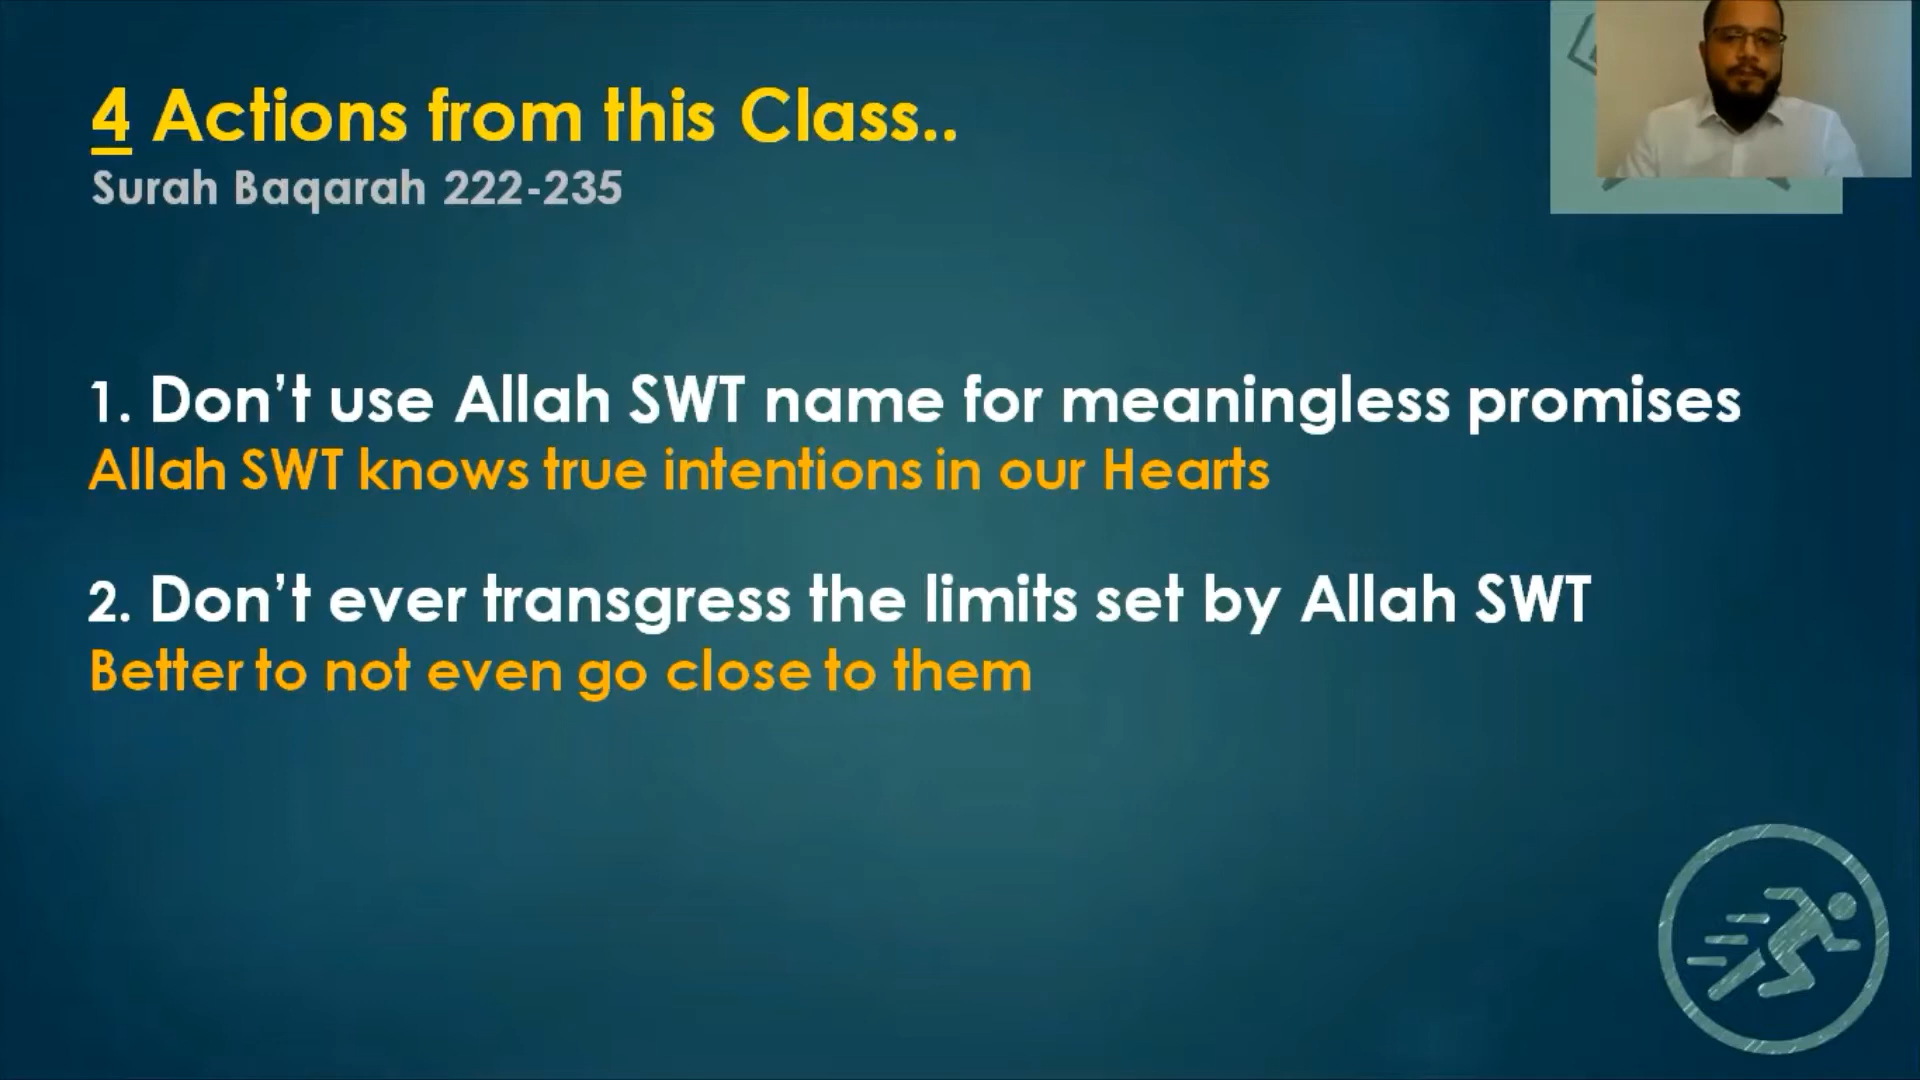 4 Actions from this Class..
Surah Baqarah 222-235
1. Don't use Allah SWT name for meaningless promises
Allah SWT knows true intentions in our Hearts
2. Don't ever transgress the limits set by Allah SWT
Better to not even go close to them